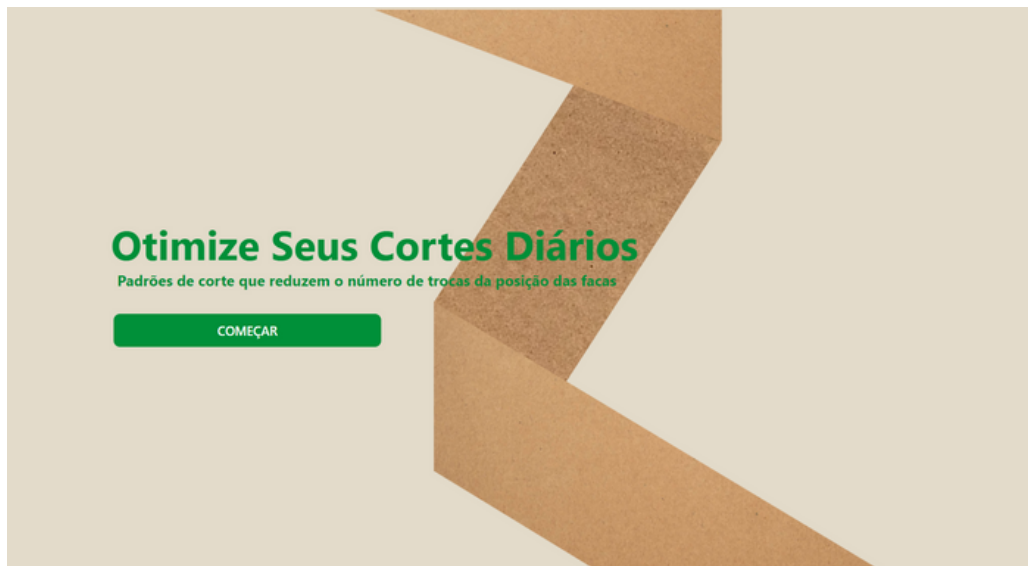 Otimize Seus Cortes Diários
Padrões de corte que reduzem o número de trocas da posição das facas
COMEÇAR